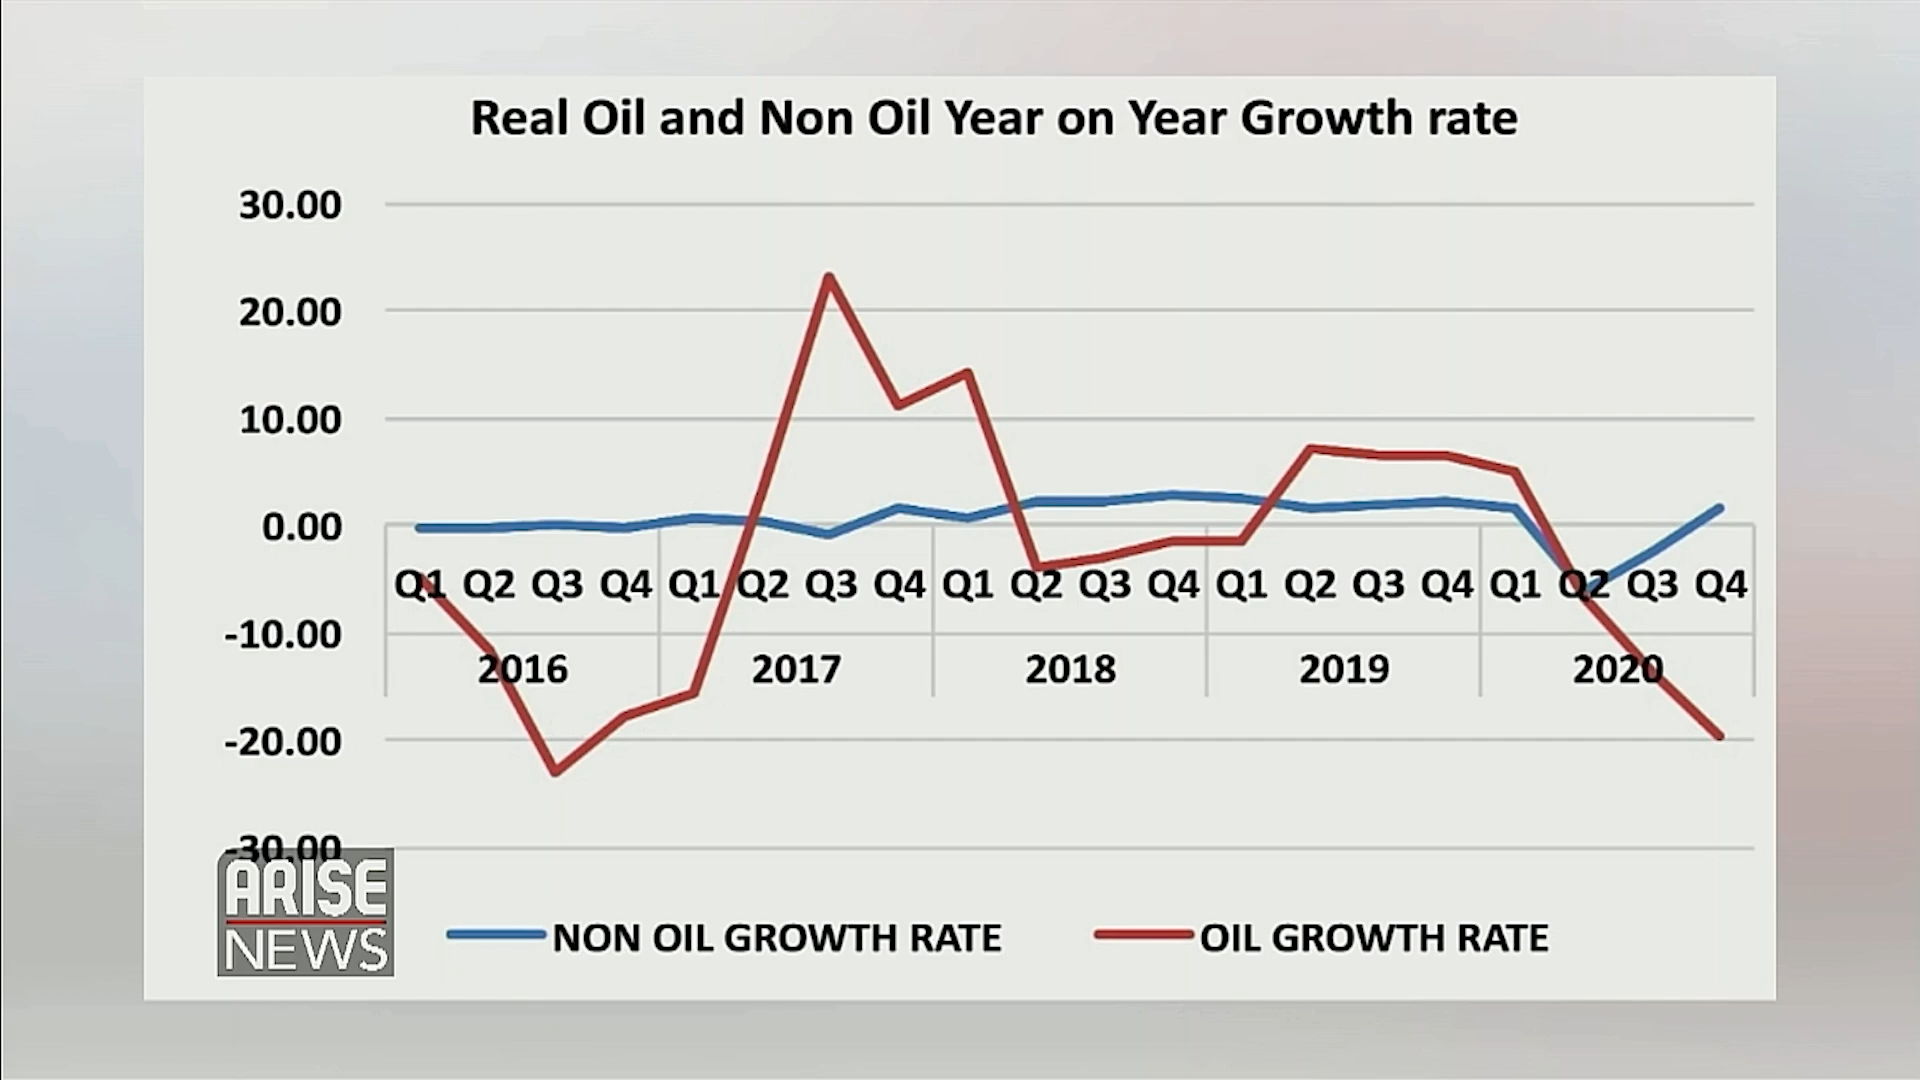 Real Oil and Non Oil Year on Year Growth rate
30.00
20.00
10.00
0.00
Q1 Q2 Q3 Q4 Q1 Q2 Q3 Q4 Q1 Q2 Q3 Q4 Q1 Q2 Q3 Q4 Q1 Q2 Q3 Q4
-10.00
2016 2017 2018 2019 2020
-20.00
-30.00
ARISE
NEWS
NON OIL GROWTH RATE OIL GROWTH RATE